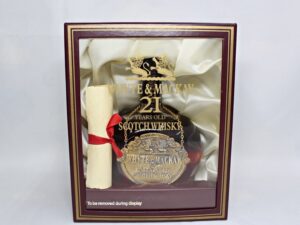 WHYTE & MACKAY
21
YEARS OLD
SCOTCH WHISKY
WHYTE & MACKAY
To be removed during display